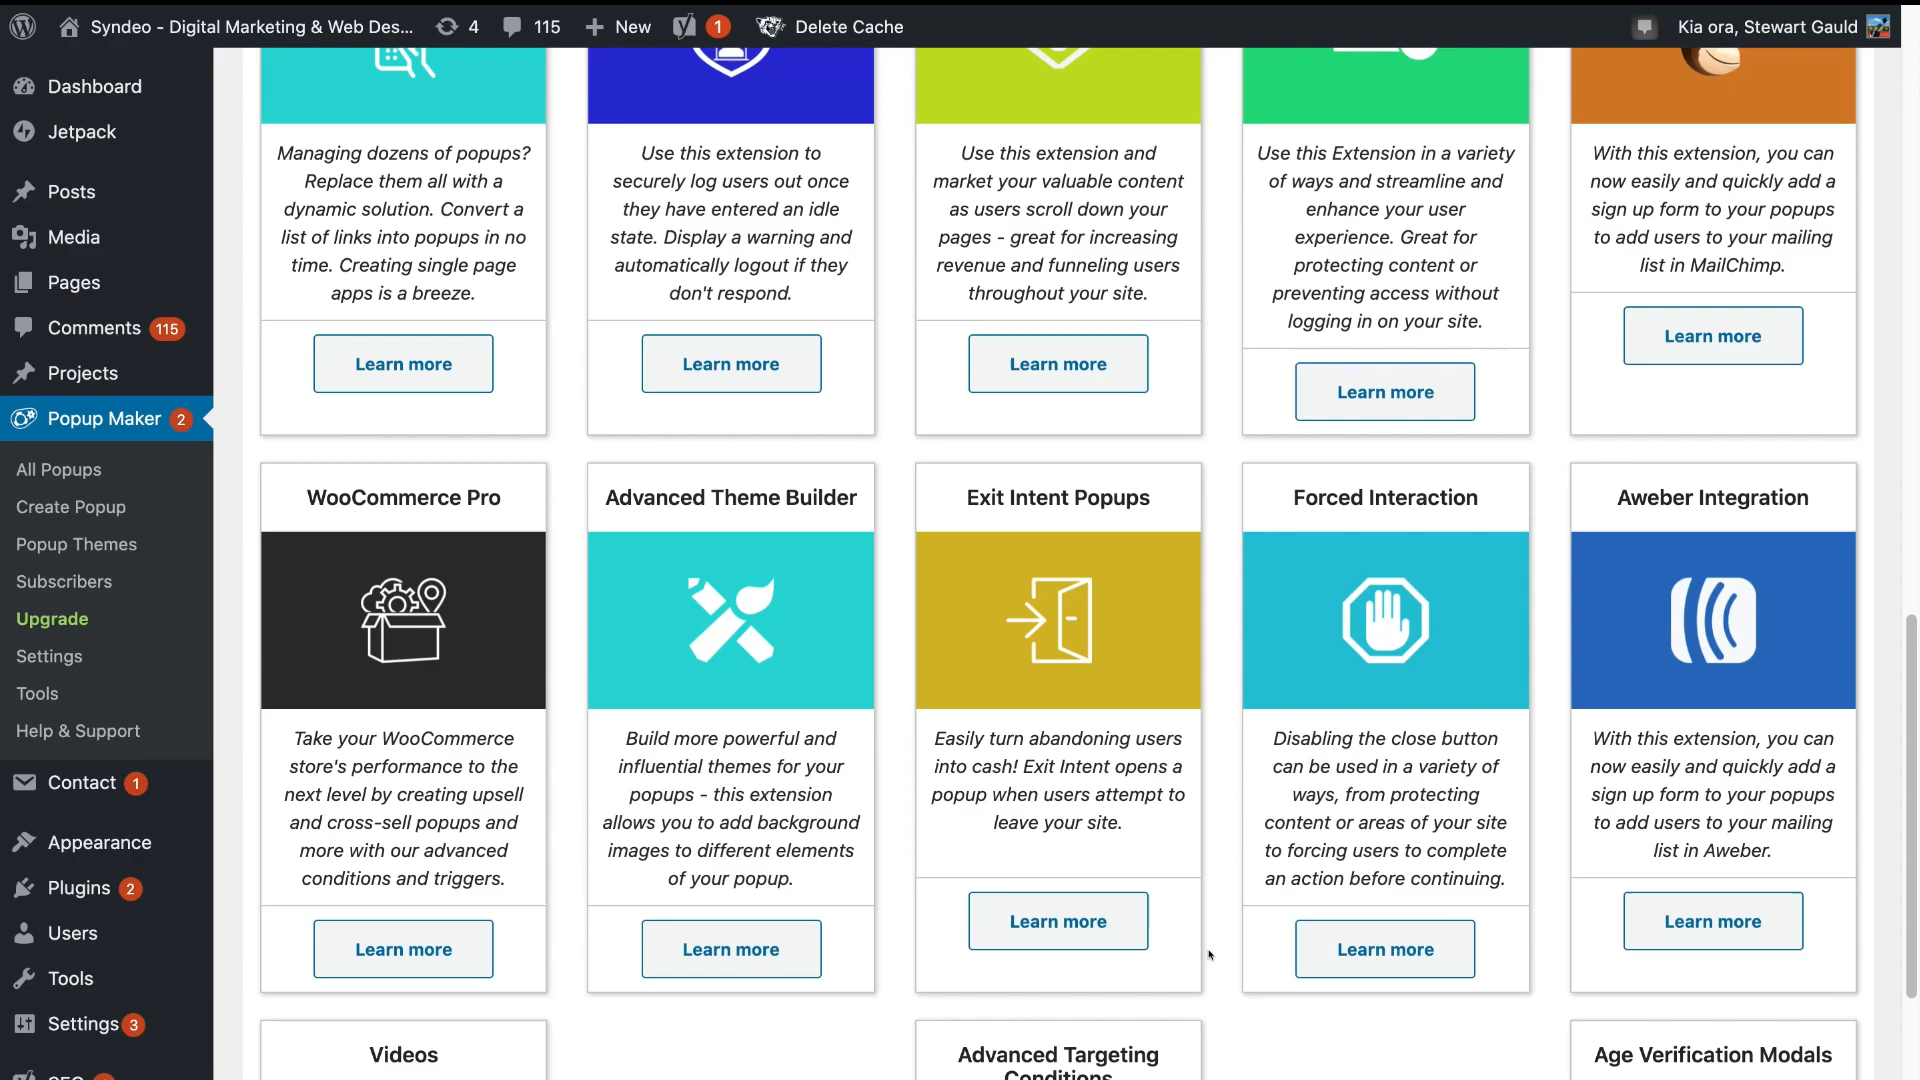 Syndeo - Digital Marketing & Web Des...
4
115
New
1
Delete Cache
Kia ora, Stewart Gauld
Dashboard
Jetpack
Posts
Media
Pages
Comments 115
Projects
Popup Maker 2
All Popups
Create Popup
Popup Themes
Subscribers
Upgrade
Settings
Tools
Help & Support
Contact 1
Appearance
Plugins 2
Users
Tools
Settings 3
Managing dozens of popups?
Replace them all with a
dynamic solution. Convert a
list of links into popups in no
time. Creating single page
apps is a breeze.
Learn more
Use this extension to
securely log users out once
they have entered an idle
state. Display a warning and
automatically logout if they
don't respond.
Learn more
Use this extension and
market your valuable content
as users scroll down your
pages - great for increasing
revenue and funneling users
throughout your site.
Learn more
Use this Extension in a variety
of ways and streamline and
enhance your user
experience. Great for
protecting content or
preventing access without
logging in on your site.
Learn more
With this extension, you can
now easily and quickly add a
sign up form to your popups
to add users to your mailing
list in MailChimp.
Learn more
WooCommerce Pro
Take your WooCommerce
store's performance to the
next level by creating upsell
and cross-sell popups and
more with our advanced
conditions and triggers.
Learn more
Advanced Theme Builder
Build more powerful and
influential themes for your
popups - this extension
allows you to add background
images to different elements
of your popup.
Learn more
Exit Intent Popups
Easily turn abandoning users
into cash! Exit Intent opens a
popup when users attempt to
leave your site.
Learn more
Forced Interaction
Disabling the close button
can be used in a variety of
ways, from protecting
content or areas of your site
to forcing users to complete
an action before continuing.
Learn more
Aweber Integration
With this extension, you can
now easily and quickly add a
sign up form to your popups
to add users to your mailing
list in Aweber.
Learn more
Videos
Advanced Targeting
Conditions
Age Verification Modals